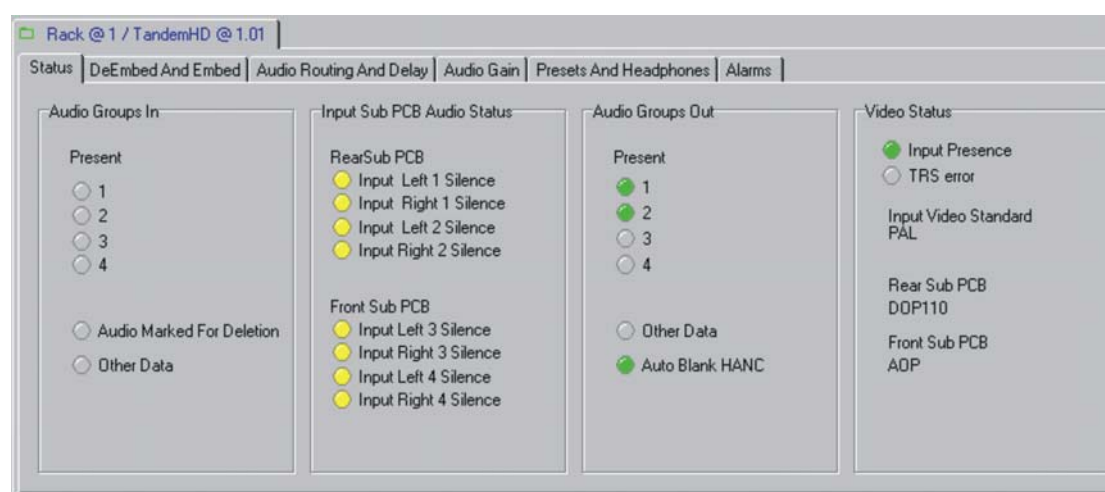 Rack @ 1 / TandemHD @ 1.01
Status DeEmbed And Embed Audio Routing And Delay Audio Gain Presets And Headphones Alarms
Audio Groups In
Present
1
2
3
4
Audio Marked For Deletion
Other Data
Input Sub PCB Audio Status
RearSub PCB
Input Left 1 Silence
Input Right 1 Silence
Input Left 2 Silence
Input Right 2 Silence
Front Sub PCB
Input Left 3 Silence
Input Right 3 Silence
Input Left 4 Silence
Input Right 4 Silence
Audio Groups Out
Present
1
2
3
4
Other Data
Auto Blank HANC
Video Status
Input Presence
TRS error
Input Video Standard
PAL
Rear Sub PCB
DOP110
Front Sub PCB
AOP